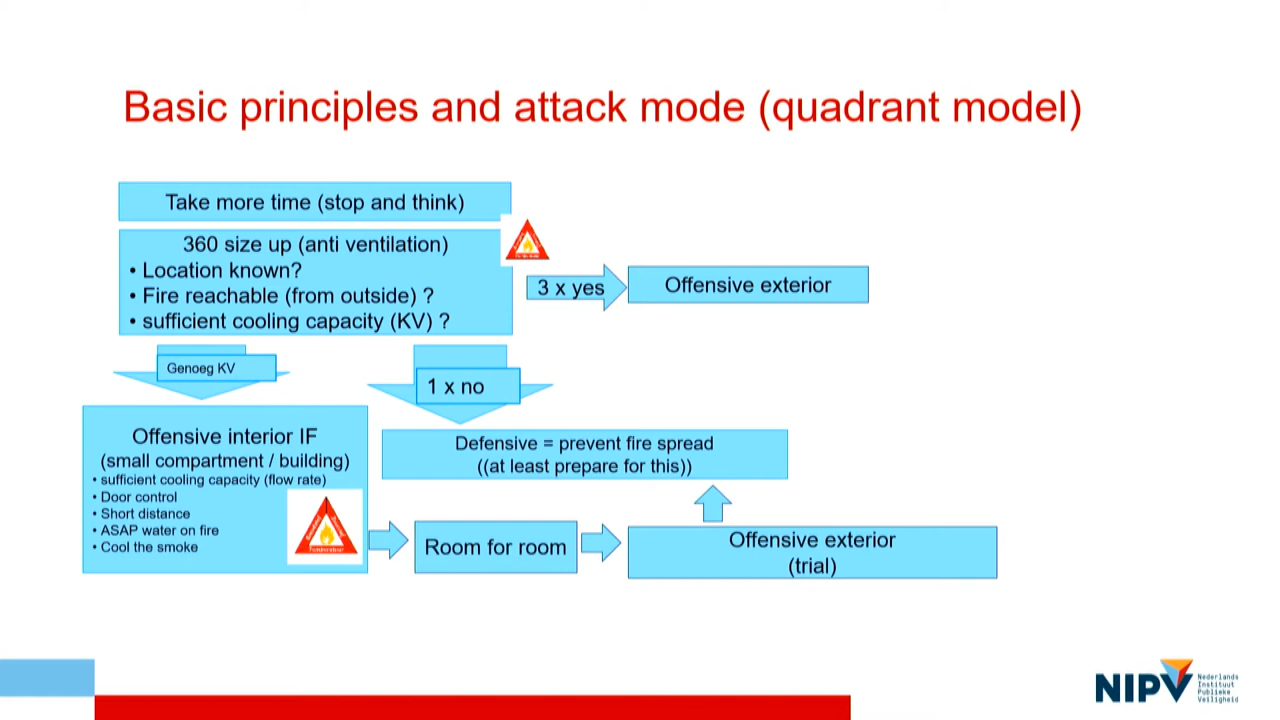 Basic principles and attack mode (quadrant model)
Take more time (stop and think)
360 size up (anti ventilation)
• Location known?
• Fire reachable (from outside) ?
• sufficient cooling capacity (KV) ?
3 x yes
Offensive exterior
Genoeg KV
1 x no
Offensive interior IF
(small compartment / building)
• sufficient cooling capacity (flow rate)
• Door control
• Short distance
• ASAP water on fire
• Cool the smoke
Defensive = prevent fire spread
((at least prepare for this))
Room for room
Offensive exterior
(trial)
NIPV
Nederlands
Instituut
Publieke
Veiligheid